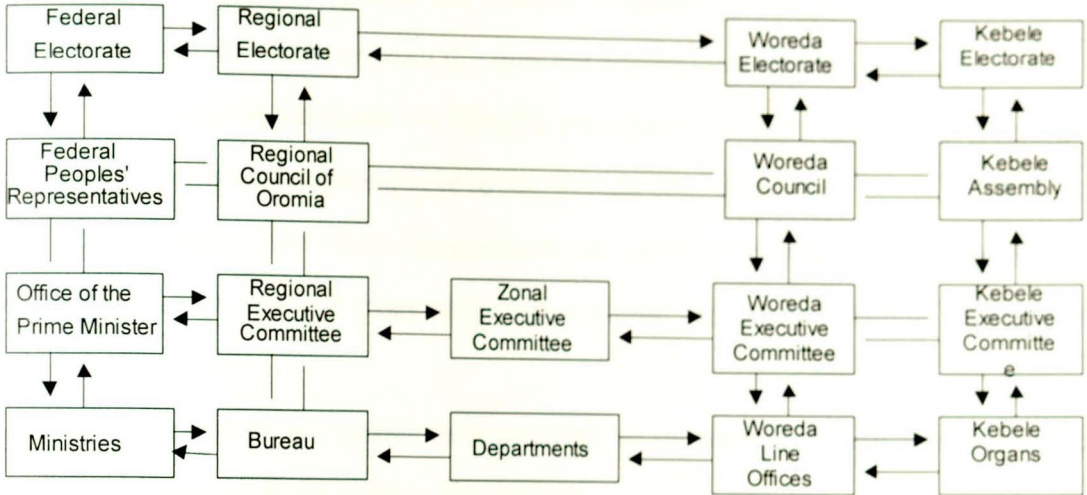 Federal
Electorate
Regional
Electorate
Woreda
Electorate
Kebele
Electorate
Federal
Peoples'
Representatives
Regional
Council of
Oromia
Woreda
Council
Kebele
Assembly
Office of the
Prime Minister
Regional
Executive
Committee
Zonal
Executive
Committee
Woreda
Executive
Committee
Kebele
Executive
Committe
e
Ministries
Bureau
Departments
Woreda
Line
Offices
Kebele
Organs